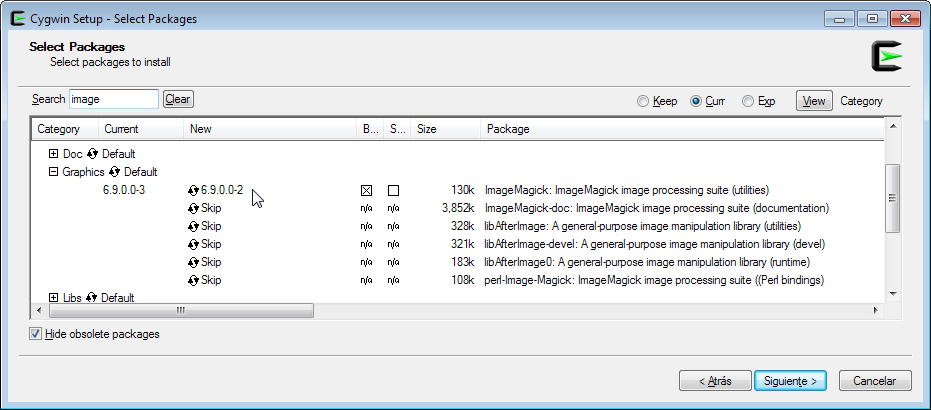 Cygwin Setup - Select Packages
Select Packages
Select packages to install
Search image Clear Keep Curr Exp View Category
Category Current New B... S... Size Package
Doc Default
Graphics Default
6.9.0.0-3 6.9.0.0-2 130k ImageMagick: ImageMagick image processing suite (utilities)
Skip n/a n/a 3,852k ImageMagick-doc: ImageMagick image processing suite (documentation)
Skip n/a n/a 328k libAfterImage: A general-purpose image manipulation library (utilities)
Skip n/a n/a 321k libAfterImage-devel: A general-purpose image manipulation library (devel)
Skip n/a n/a 183k libAfterImage0: A general-purpose image manipulation library (runtime)
Skip n/a n/a 108k perl-Image-Magick: ImageMagick image processing suite ((Perl bindings)
Libs Default
Hide obsolete packages
< Atrás Siguiente > Cancelar